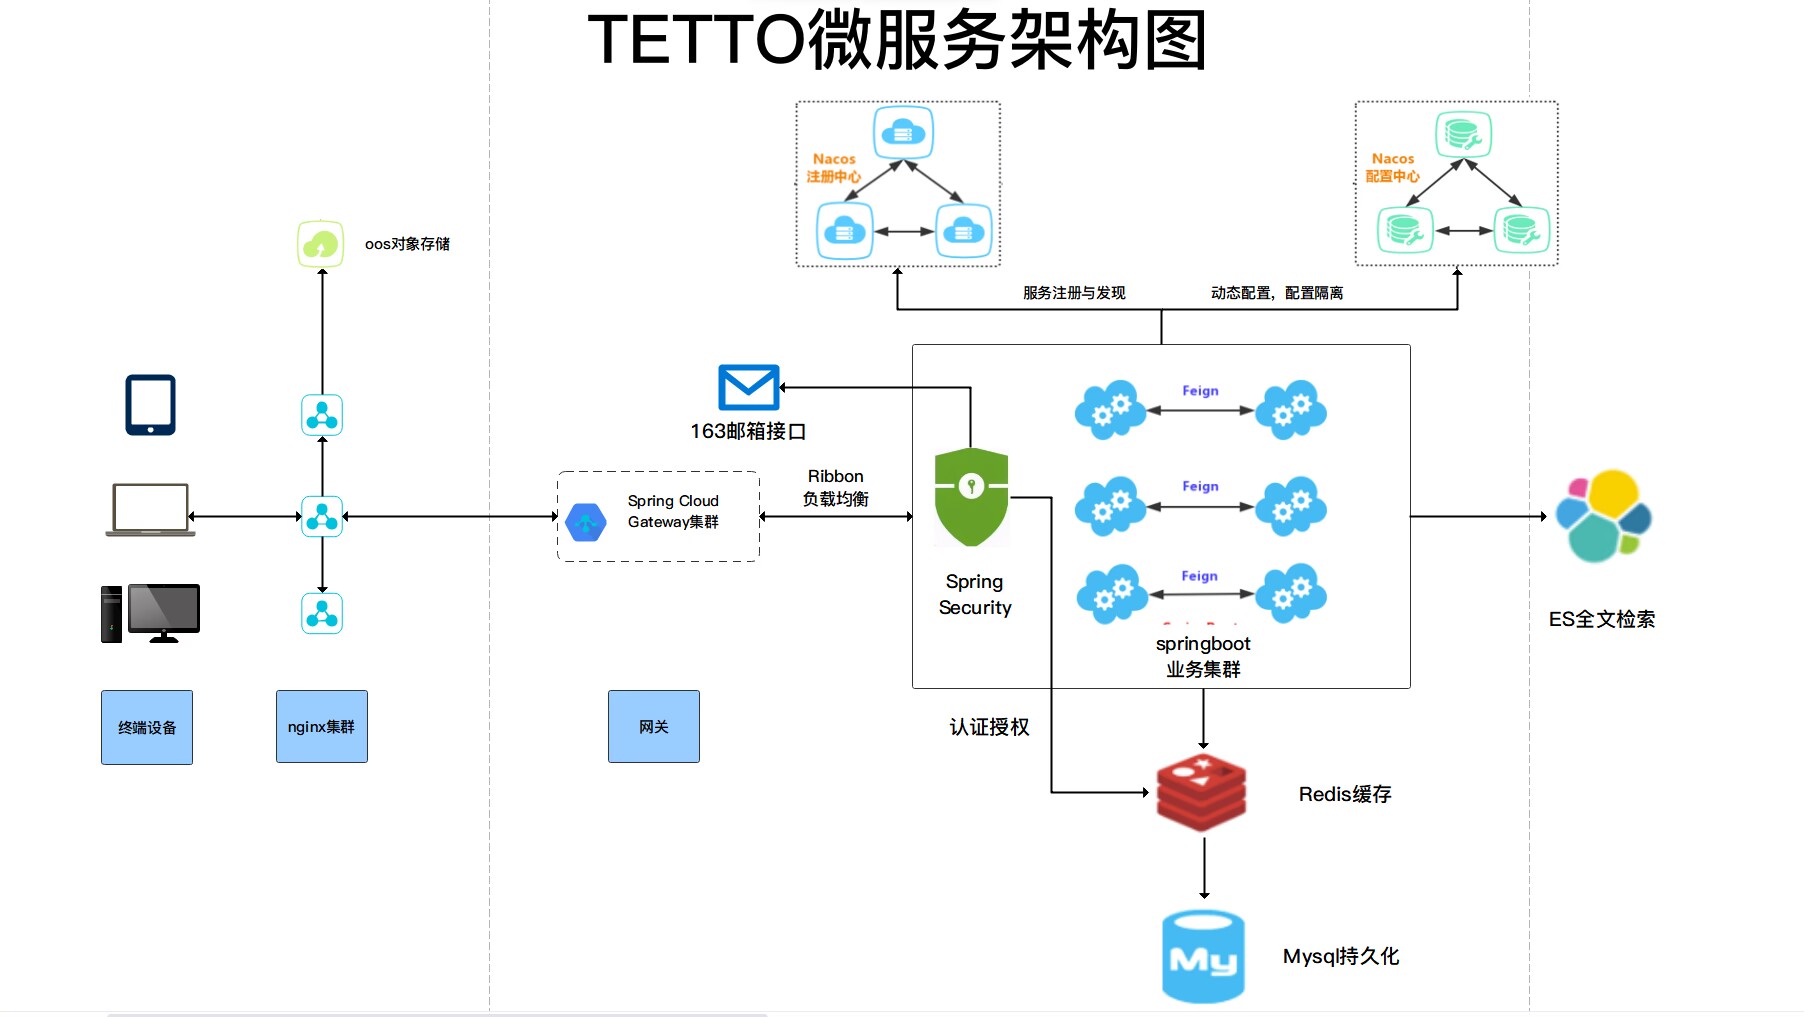 TETTO微服务架构图
Nacos
注册中心
Nacos
配置中心
oos对象存储
服务注册与发现
动态配置，配置隔离
163邮箱接口
Feign
Ribbon
负载均衡
Spring Cloud
Gateway集群
Feign
Spring
Security
Feign
springboot
业务集群
ES全文检索
终端设备
nginx集群
网关
认证授权
Redis缓存
My
Mysql持久化